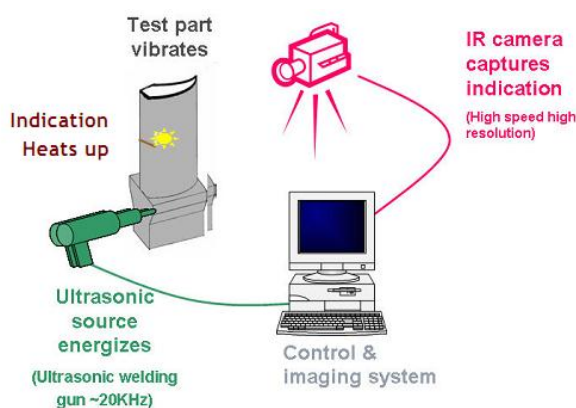 Test part
vibrates
IR camera
captures
indication
(High speed high
resolution)
Indication
Heats up
Ultrasonic
source
energizes
(Ultrasonic welding
gun ~20KHz)
Control &
imaging system